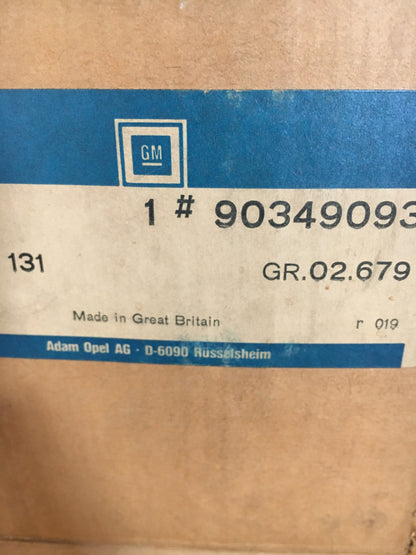 GM
1 # 90349093
131 GR.02.679
Made in Great Britain r 019
Adam Opel AG · D-6090 Rüsselsheim